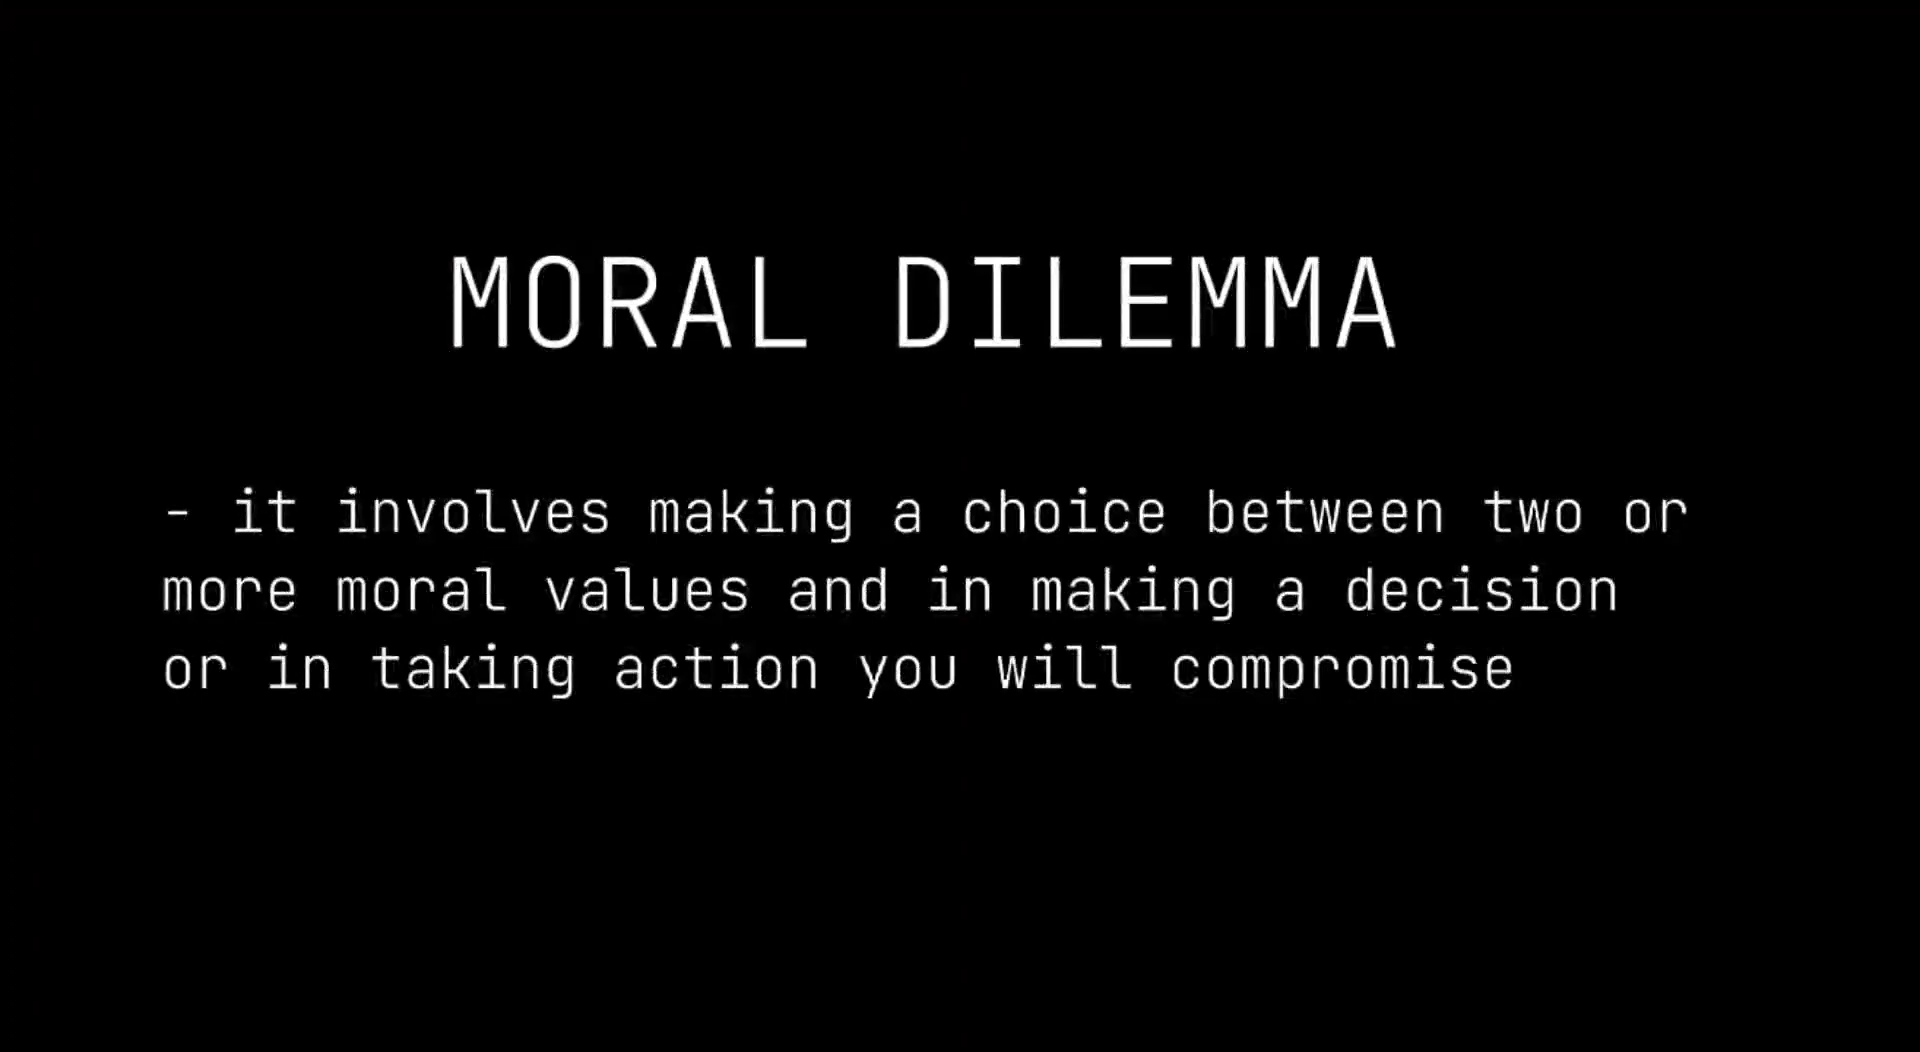 MORAL DILEMMA
- it involves making a choice between two or
more moral values and in making a decision
or in taking action you will compromise